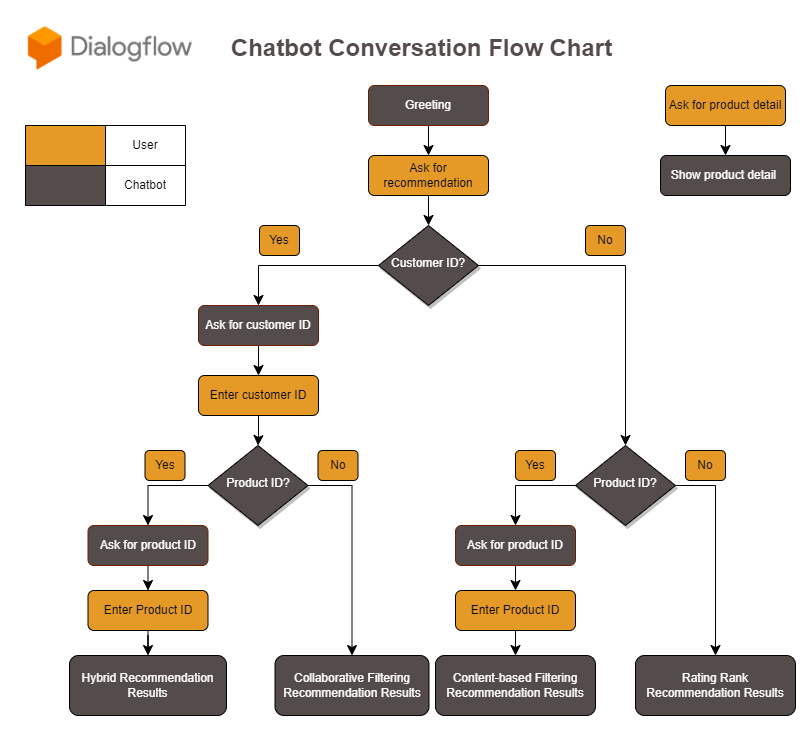 Dialogflow
Chatbot Conversation Flow Chart
Greeting
Ask for product detail
User
Chatbot
Ask for
recommendation
Show product detail
Yes
No
Customer ID?
Ask for customer ID
Enter customer ID
Yes
No
Product ID?
Yes
No
Product ID?
Ask for product ID
Ask for product ID
Enter Product ID
Enter Product ID
Hybrid Recommendation
Results
Collaborative Filtering
Recommendation Results
Content-based Filtering
Recommendation Results
Rating Rank
Recommendation Results